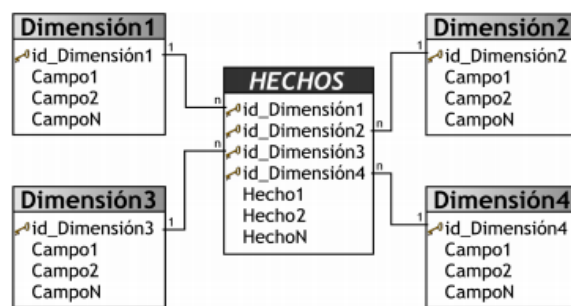 Dimensión1
id_Dimensión1
Campo1
Campo2
CampoN
1
n
HECHOS
id_Dimensión1
id_Dimensión2
id_Dimensión3
id_Dimensión4
Hecho1
Hecho2
HechoN
Dimensión2
id_Dimensión2
Campo1
Campo2
CampoN
1
n
Dimensión3
id_Dimensión3
Campo1
Campo2
CampoN
1
n
Dimensión4
id_Dimensión4
Campo1
Campo2
CampoN
1
n